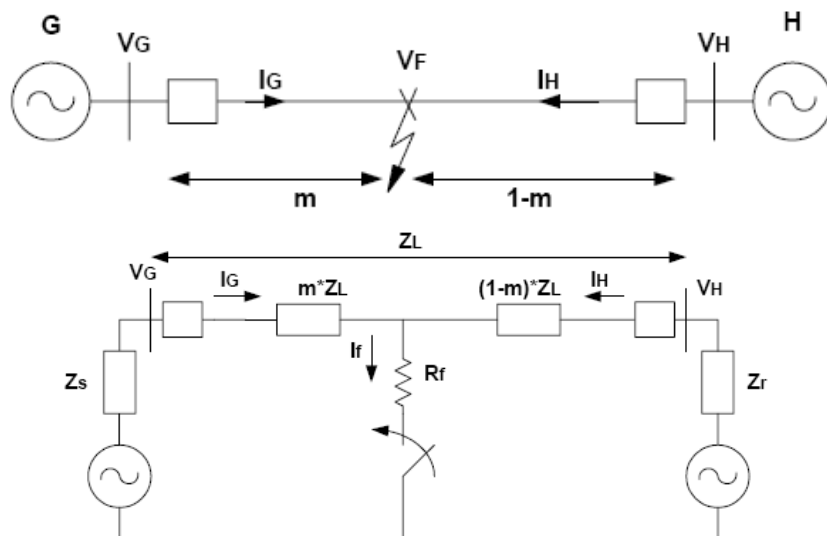 G H
VG VF VH
IG IH
m 1-m
ZL
VG IG m*ZL (1-m)*ZL IH VH
If
Rf
Zs Zr